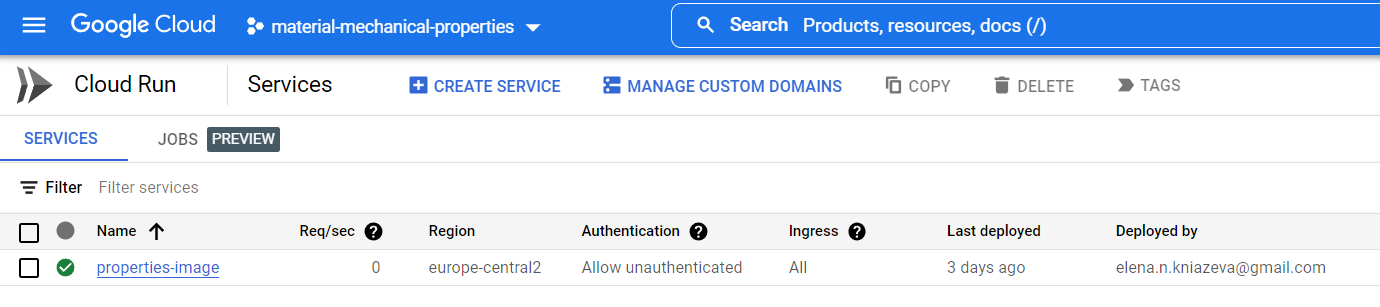 Google Cloud material-mechanical-properties Search Products, resources, docs (/)
Cloud Run Services CREATE SERVICE MANAGE CUSTOM DOMAINS COPY DELETE TAGS
SERVICES JOBS PREVIEW
Filter Filter services
Name Req/sec ? Region Authentication ? Ingress ? Last deployed Deployed by
properties-image 0 europe-central2 Allow unauthenticated All 3 days ago elena.n.kniazeva@gmail.com